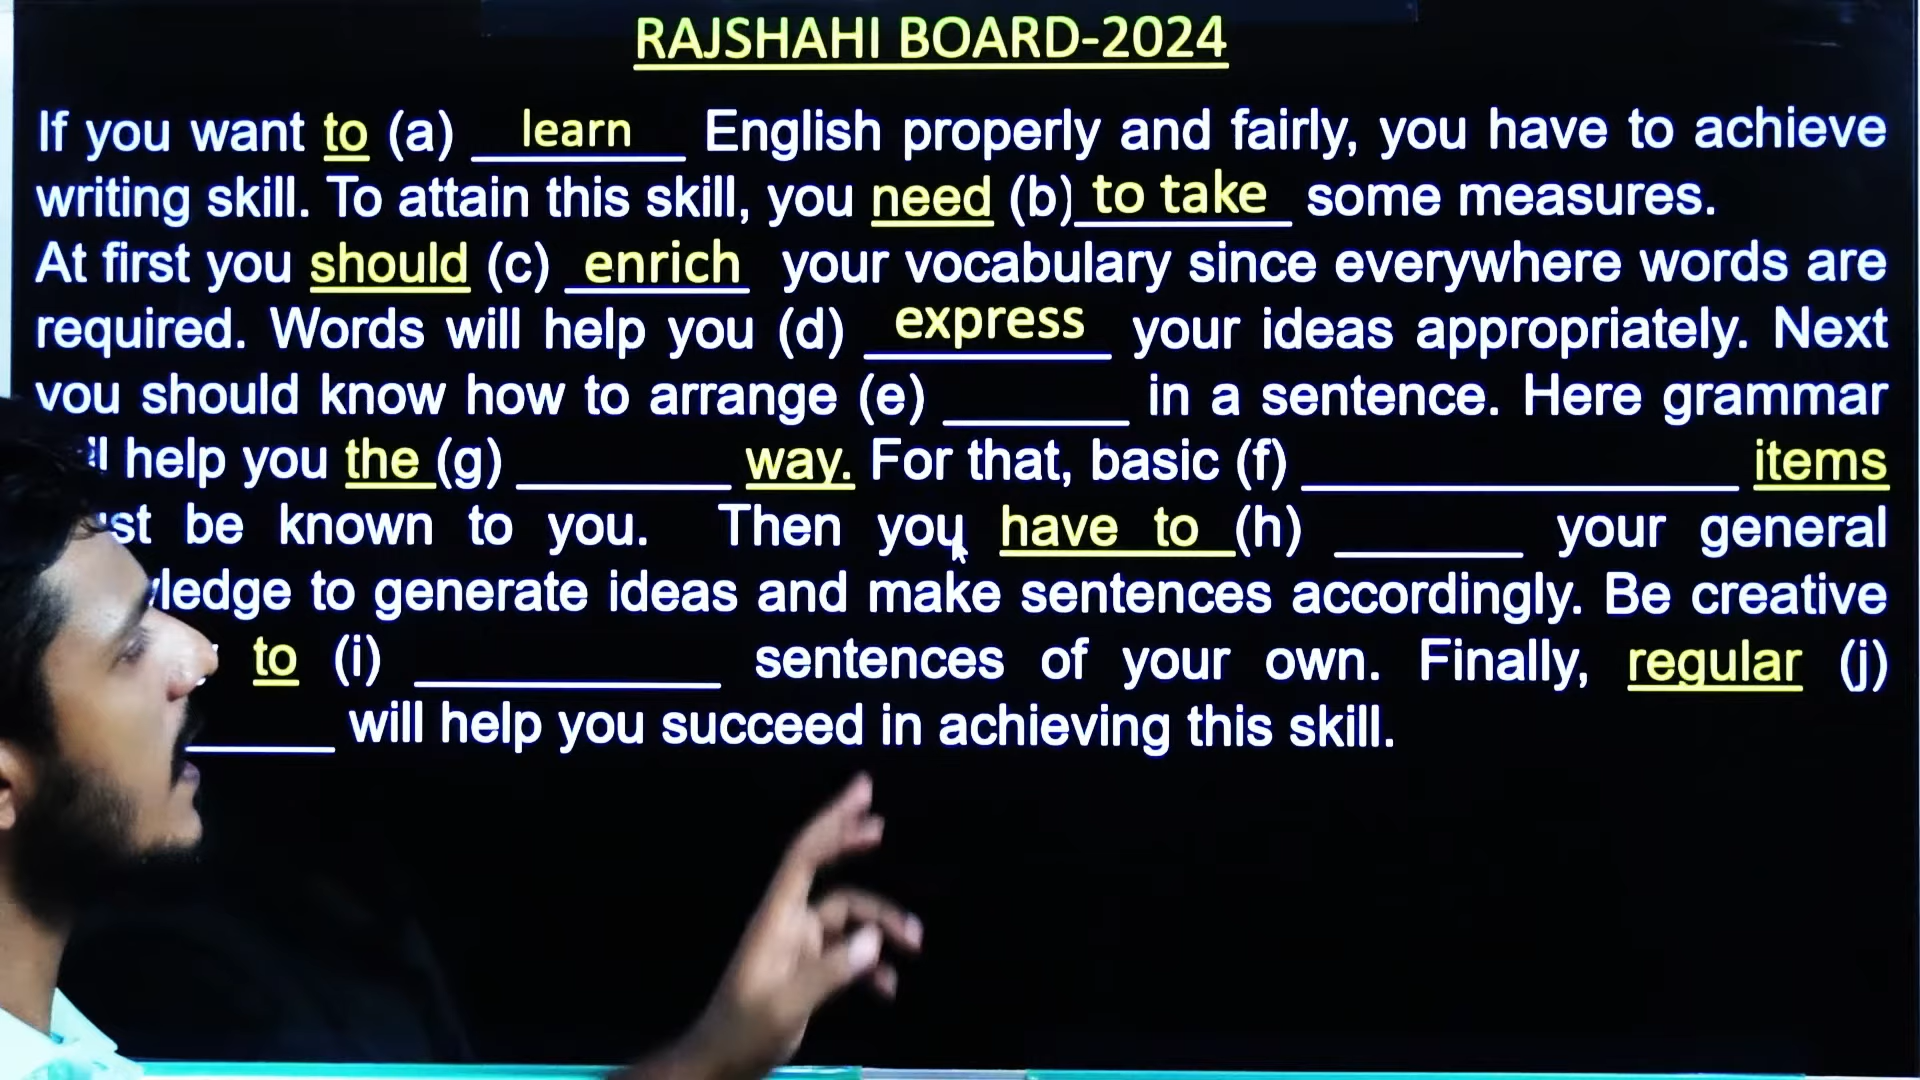 RAJSHAHI BOARD-2024
If you want to (a) learn English properly and fairly, you have to achieve
writing skill. To attain this skill, you need (b) to take some measures.
At first you should (c) enrich your vocabulary since everywhere words are
required. Words will help you (d) express your ideas appropriately. Next
you should know how to arrange (e) ______ in a sentence. Here grammar
help you the (g) ______ way. For that, basic (f) ______ items
be known to you. Then you have to (h) ______ your general
to generate ideas and make sentences accordingly. Be creative
to (i) ______ sentences of your own. Finally, regular (j)
______ will help you succeed in achieving this skill.